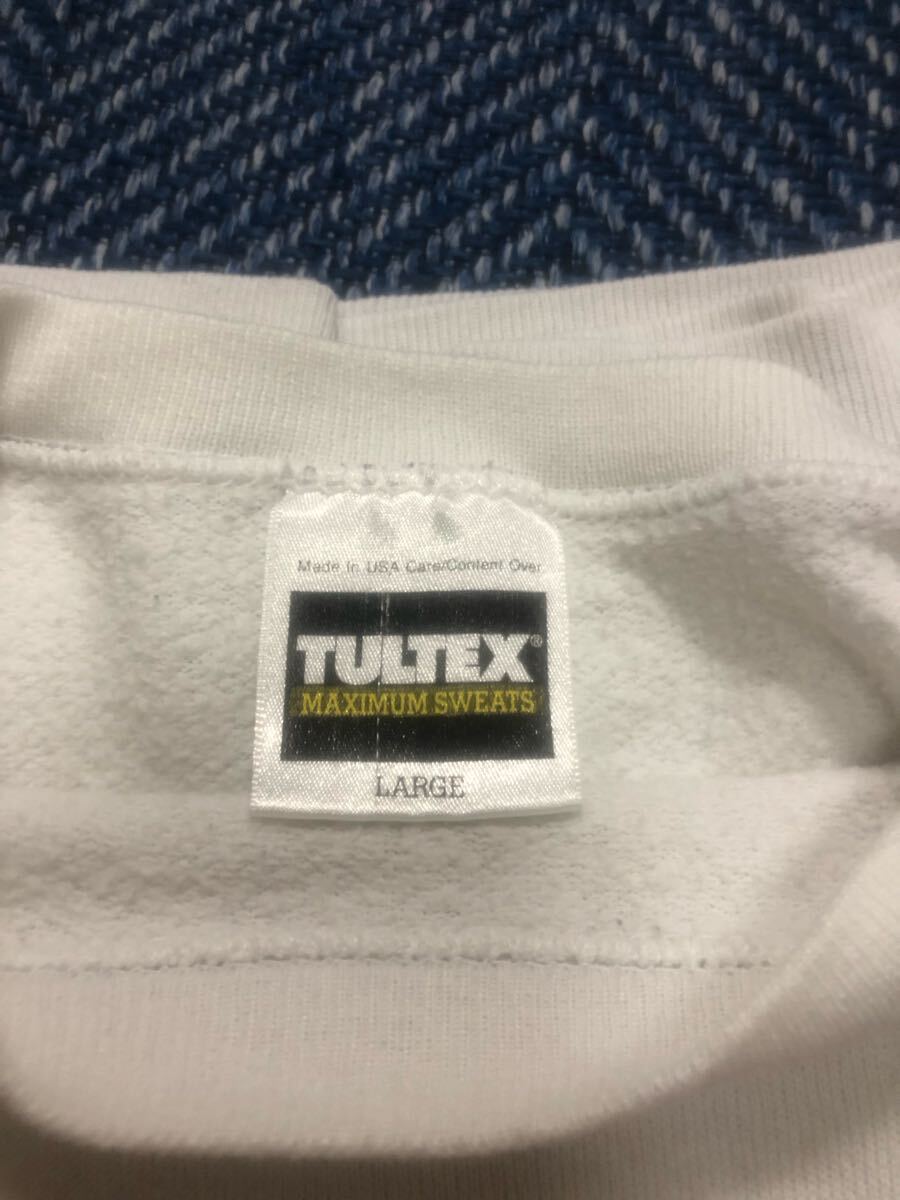 Made in USA Care/Content Over
TULTEX®
MAXIMUM SWEATS
LARGE